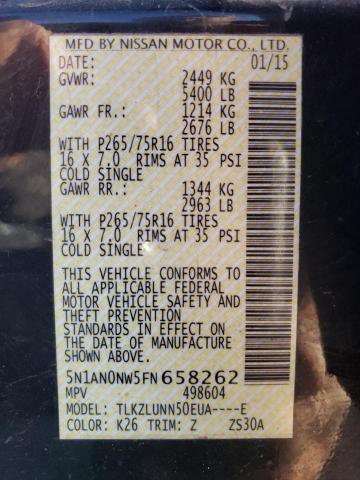 MFD BY NISSAN MOTOR CO., LTD.
DATE: 01/15
GVWR: 2449 KG
5400 LB
GAWR FR.: 1214 KG
2676 LB
WITH P265/75R16 TIRES
16 X 7.0 RIMS AT 35 PSI
COLD SINGLE
GAWR RR.: 1344 KG
2963 LB
WITH P265/75R16 TIRES
16 X 7.0 RIMS AT 35 PSI
COLD SINGLE
THIS VEHICLE CONFORMS TO
ALL APPLICABLE FEDERAL
MOTOR VEHICLE SAFETY AND
THEFT PREVENTION
STANDARDS IN EFFECT ON
THE DATE OF MANUFACTURE
SHOWN ABOVE.
5N1AN0NW5FN658262
MPV 498604
MODEL: TLKZLUNN50EUA----E
COLOR: K26 TRIM: Z ZS30A